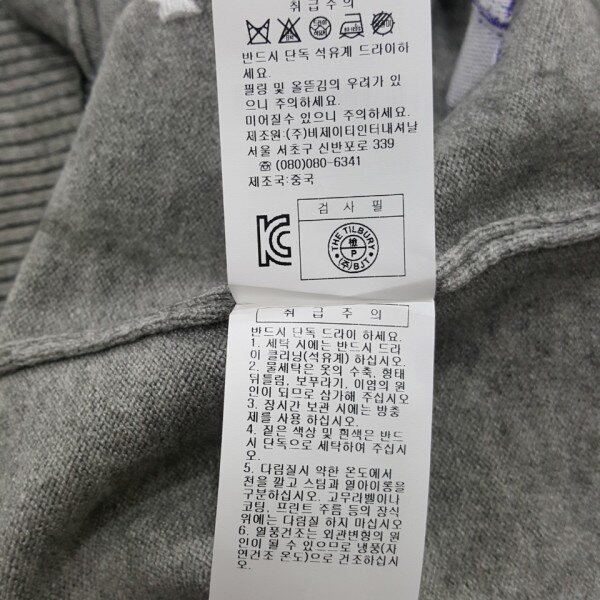 취급주의
반드시 단독 석유계 드라이하
세요.
필링 및 올뜯김의 우려가 있
으니 주의하세요.
미어질수 있으니 주의하세요.
제조원:(주)비제이티인터내셔날
서울 서초구 신반포로 339
☏ (080)080-6341
제조국:중국
검 사 필
THE TILBURY
P
(주)BJT
취 급 주 의
반드시 단독 드라이 하세요.
1. 세탁 시에는 반드시 드라
이 클리닝(석유계) 하십시오.
2. 물세탁은 옷의 수축, 형태
뒤틀림, 보푸라기, 이염의 원
인이 되므로 삼가해 주십시오
3. 장시간 보관 시에는 방충
제를 사용 하십시오.
4. 짙은 색상 및 흰색은 반드
시 단독으로 세탁하여 주십시
오.
5. 다림질시 약한 온도에서
천을 깔고 스팀과 열아이롱을
구분하십시오. 고무라벨이나
코팅, 프린트 주름 등의 장식
위에는 다림질 하지 마십시오
6. 열풍건조는 외관변형의 원
인이 될 수 있으므로 냉풍(자
연건조 온도)으로 건조하십시
오.